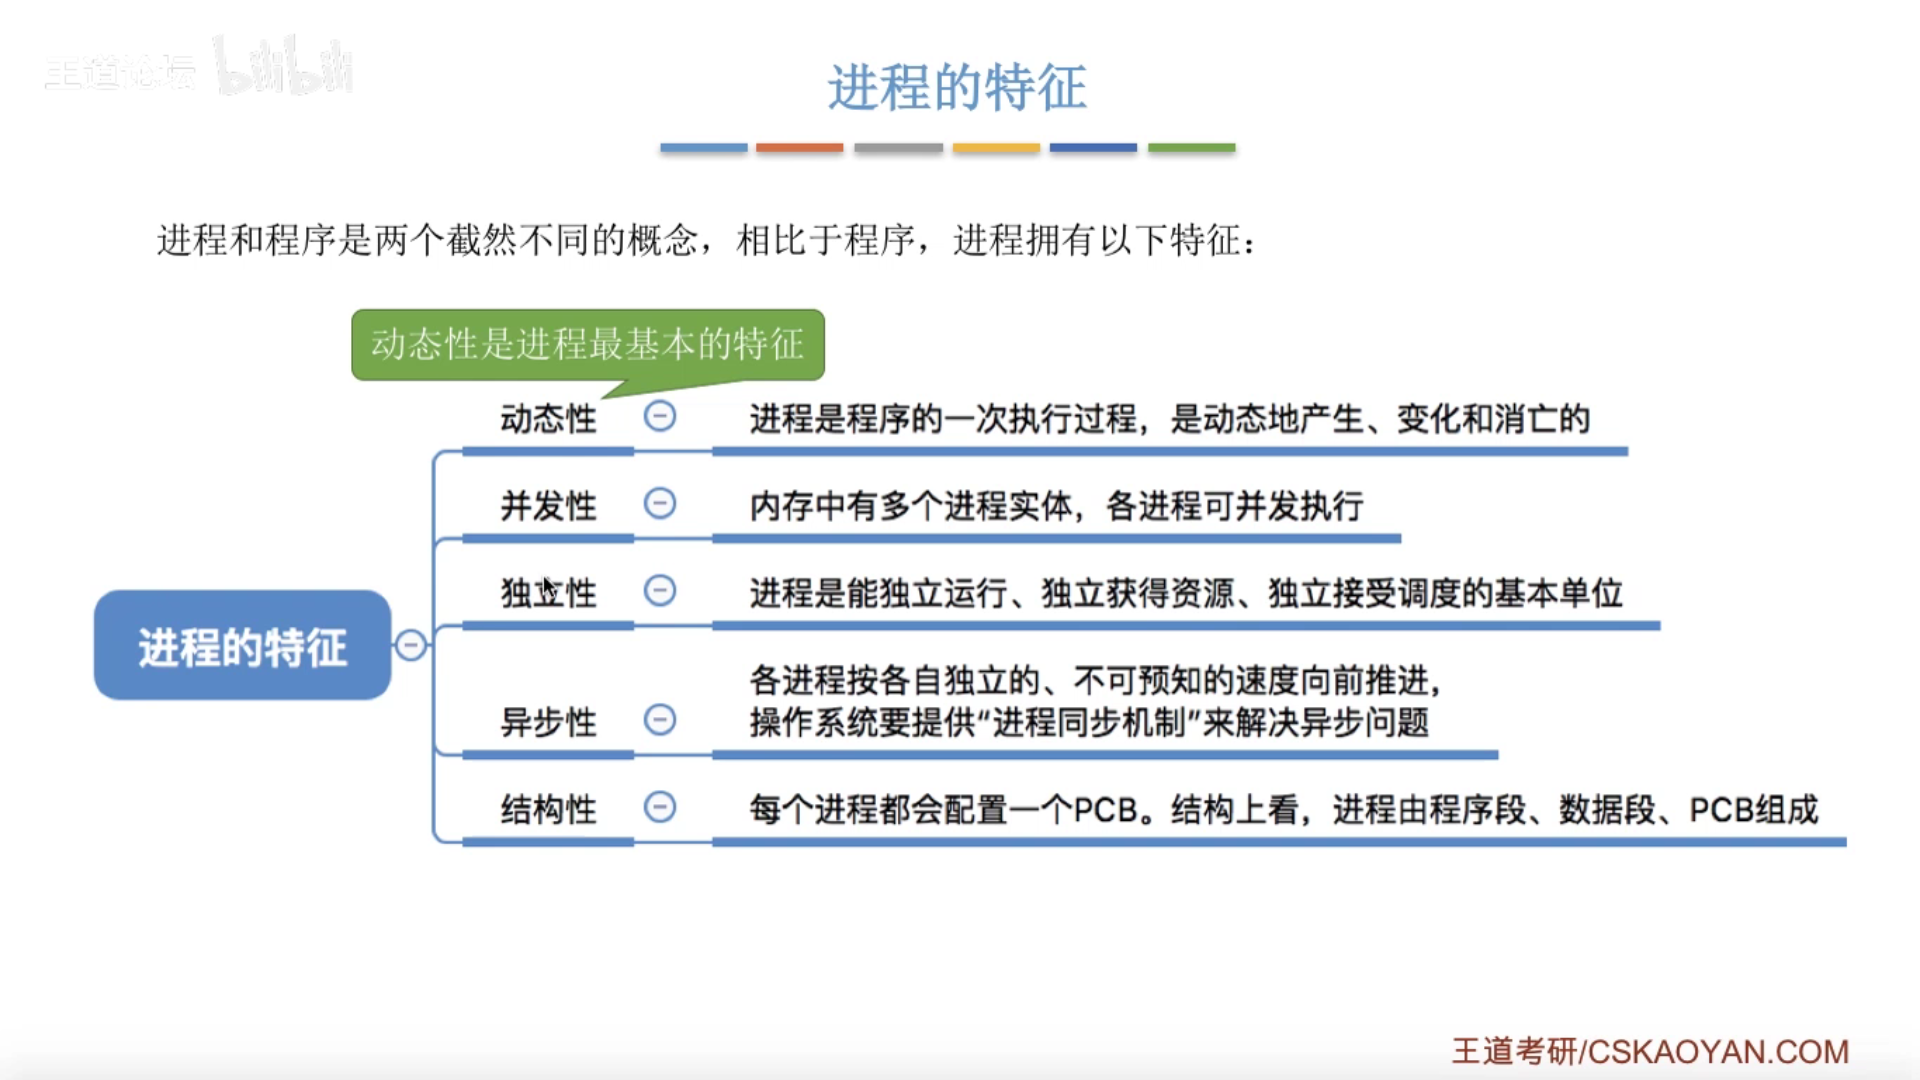 王道论坛 bilibili
进程的特征
进程和程序是两个截然不同的概念，相比于程序，进程拥有以下特征：
动态性是进程最基本的特征
动态性 进程是程序的一次执行过程，是动态地产生、变化和消亡的
并发性 内存中有多个进程实体，各进程可并发执行
独立性 进程是能独立运行、独立获得资源、独立接受调度的基本单位
进程的特征
各进程按各自独立的、不可预知的速度向前推进，
异步性 操作系统要提供“进程同步机制”来解决异步问题
结构性 每个进程都会配置一个PCB。结构上看，进程由程序段、数据段、PCB组成
王道考研/CSKAOYAN.COM